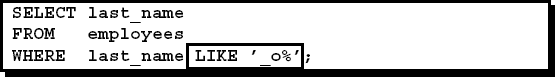 SELECT last_name
FROM employees
WHERE last_name LIKE '_o%';